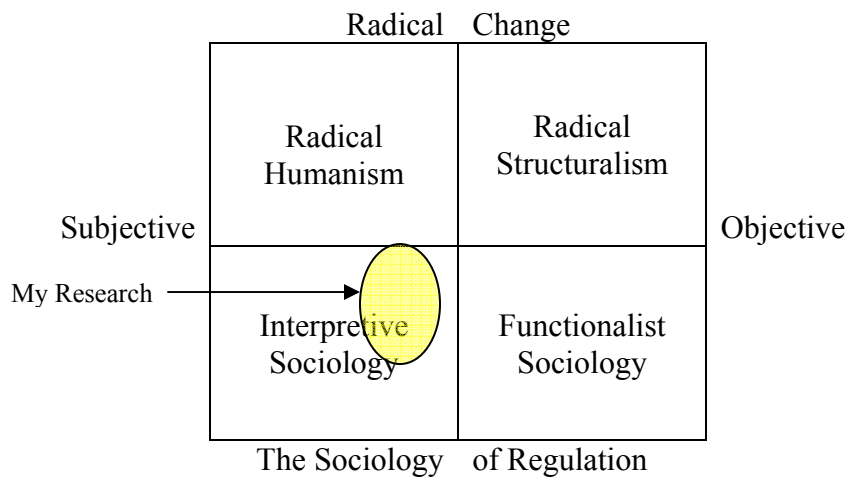 Radical Change
Radical
Humanism
Radical
Structuralism
Subjective
Objective
My Research
Interpretive
Sociology
Functionalist
Sociology
The Sociology of Regulation